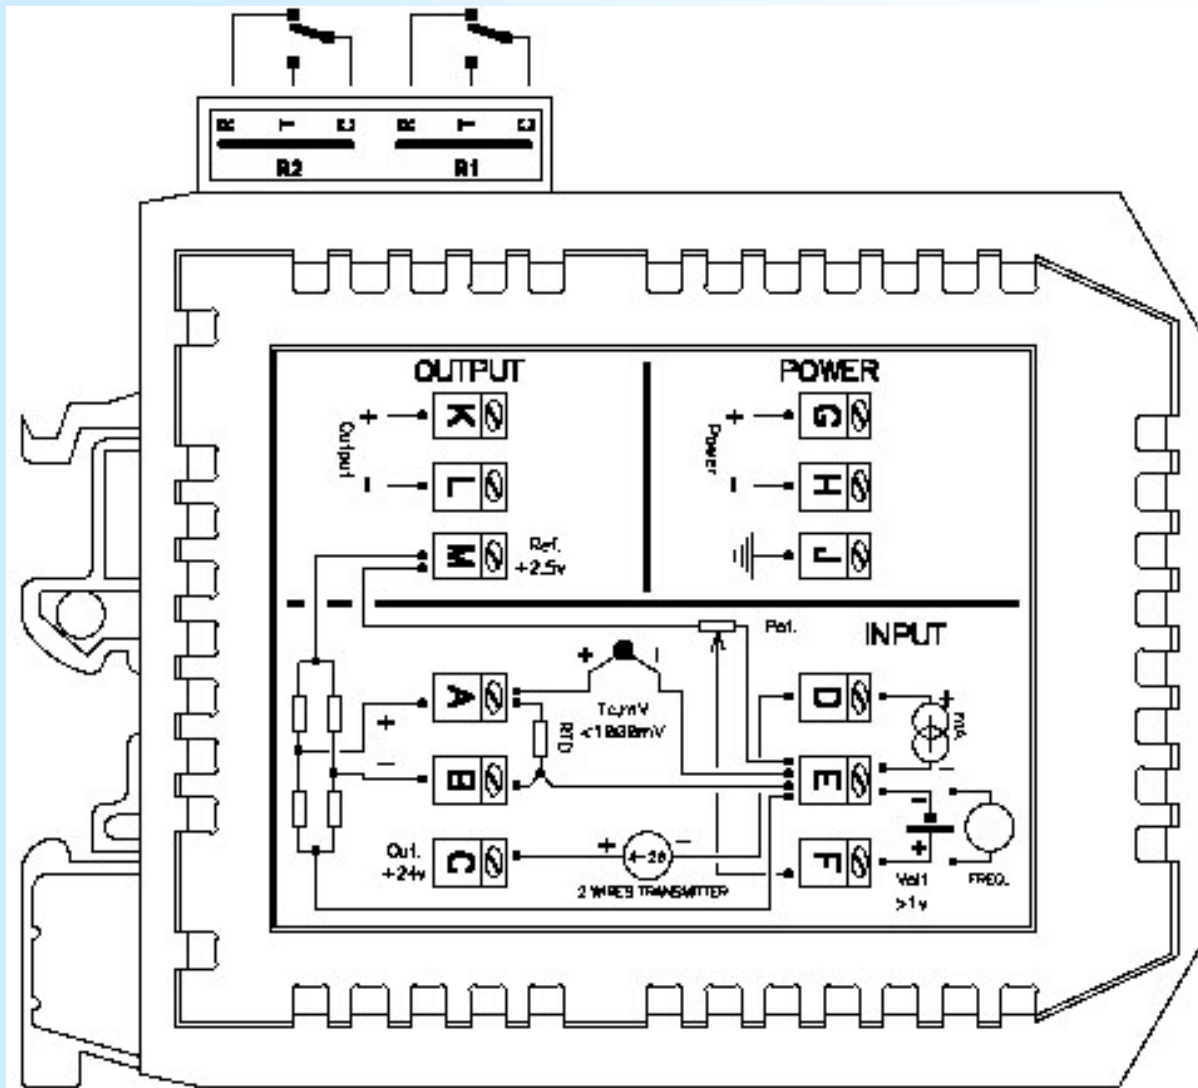 R T C R T C
R2 R1
OUTPUT POWER
+ K + G
Output Power
- L - H
M Ref. J
+2.5v
Pot. INPUT
+ A + - D + mA
Tc,mV
RTD <1000mV
- B E -
-
Out. C + 4-20 - F +
+24v
2 WIRES TRANSMITTER Volt FREQ.
>1v